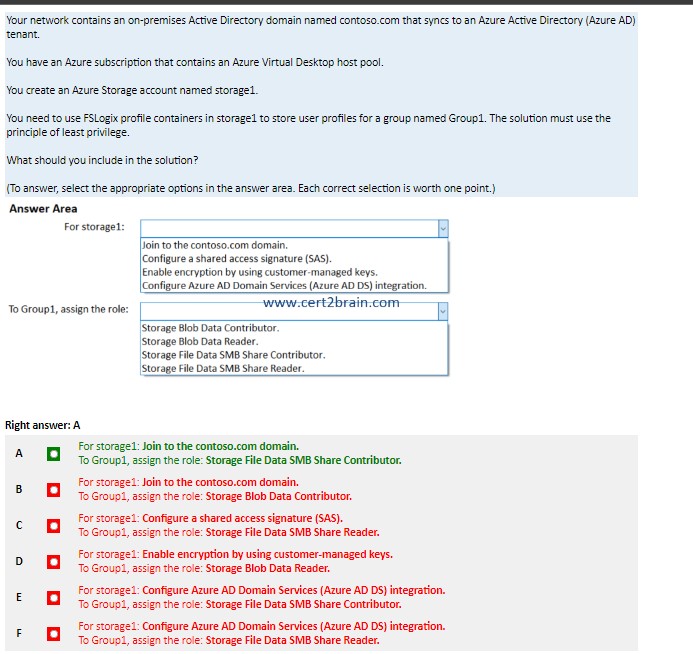 Your network contains an on-premises Active Directory domain named contoso.com that syncs to an Azure Active Directory (Azure AD)
tenant.
You have an Azure subscription that contains an Azure Virtual Desktop host pool.
You create an Azure Storage account named storage1.
You need to use FSLogix profile containers in storage1 to store user profiles for a group named Group1. The solution must use the
principle of least privilege.
What should you include in the solution?
(To answer, select the appropriate options in the answer area. Each correct selection is worth one point.)
Answer Area
For storage1:
Join to the contoso.com domain.
Configure a shared access signature (SAS).
Enable encryption by using customer-managed keys.
Configure Azure AD Domain Services (Azure AD DS) integration.
www.cert2brain.com
To Group1, assign the role:
Storage Blob Data Contributor.
Storage Blob Data Reader.
Storage File Data SMB Share Contributor.
Storage File Data SMB Share Reader.
Right answer: A
A
For storage1: Join to the contoso.com domain.
To Group1, assign the role: Storage File Data SMB Share Contributor.
B
For storage1: Join to the contoso.com domain.
To Group1, assign the role: Storage Blob Data Contributor.
C
For storage1: Configure a shared access signature (SAS).
To Group1, assign the role: Storage File Data SMB Share Reader.
D
For storage1: Enable encryption by using customer-managed keys.
To Group1, assign the role: Storage Blob Data Reader.
E
For storage1: Configure Azure AD Domain Services (Azure AD DS) integration.
To Group1, assign the role: Storage File Data SMB Share Contributor.
F
For storage1: Configure Azure AD Domain Services (Azure AD DS) integration.
To Group1, assign the role: Storage File Data SMB Share Reader.